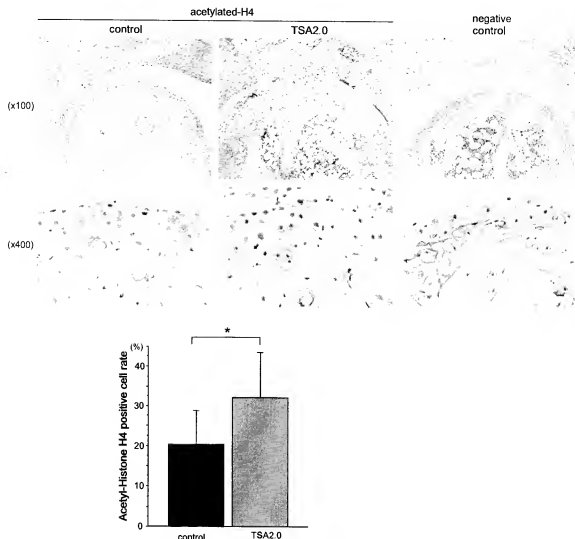 acetylated-H4
control TSA2.0 negative control
(x100)
(x400)
*
(%)
Acetyl-Histone H4 positive cell rate
40
30
20
10
0
control TSA2.0